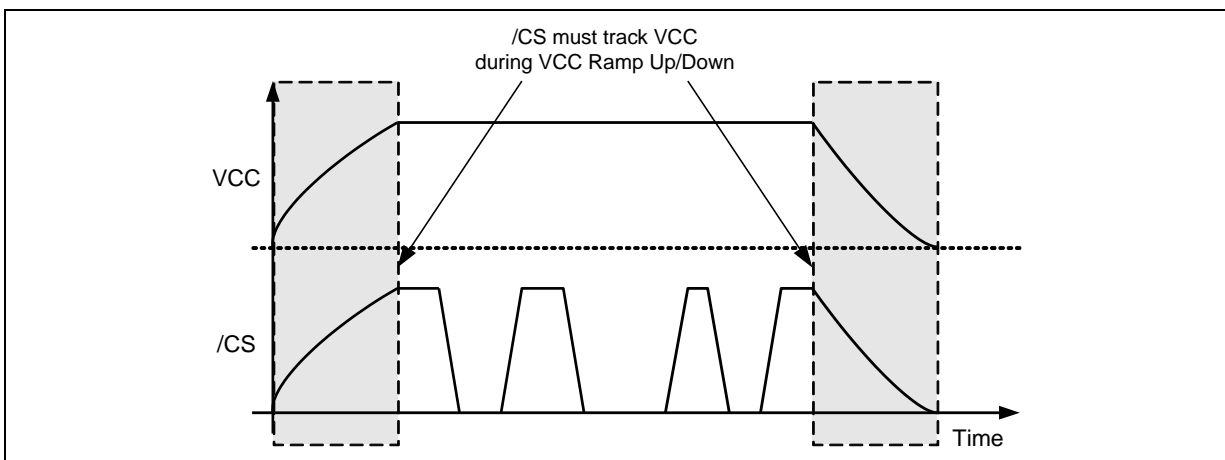 /CS must track VCC
during VCC Ramp Up/Down
VCC
/CS
Time